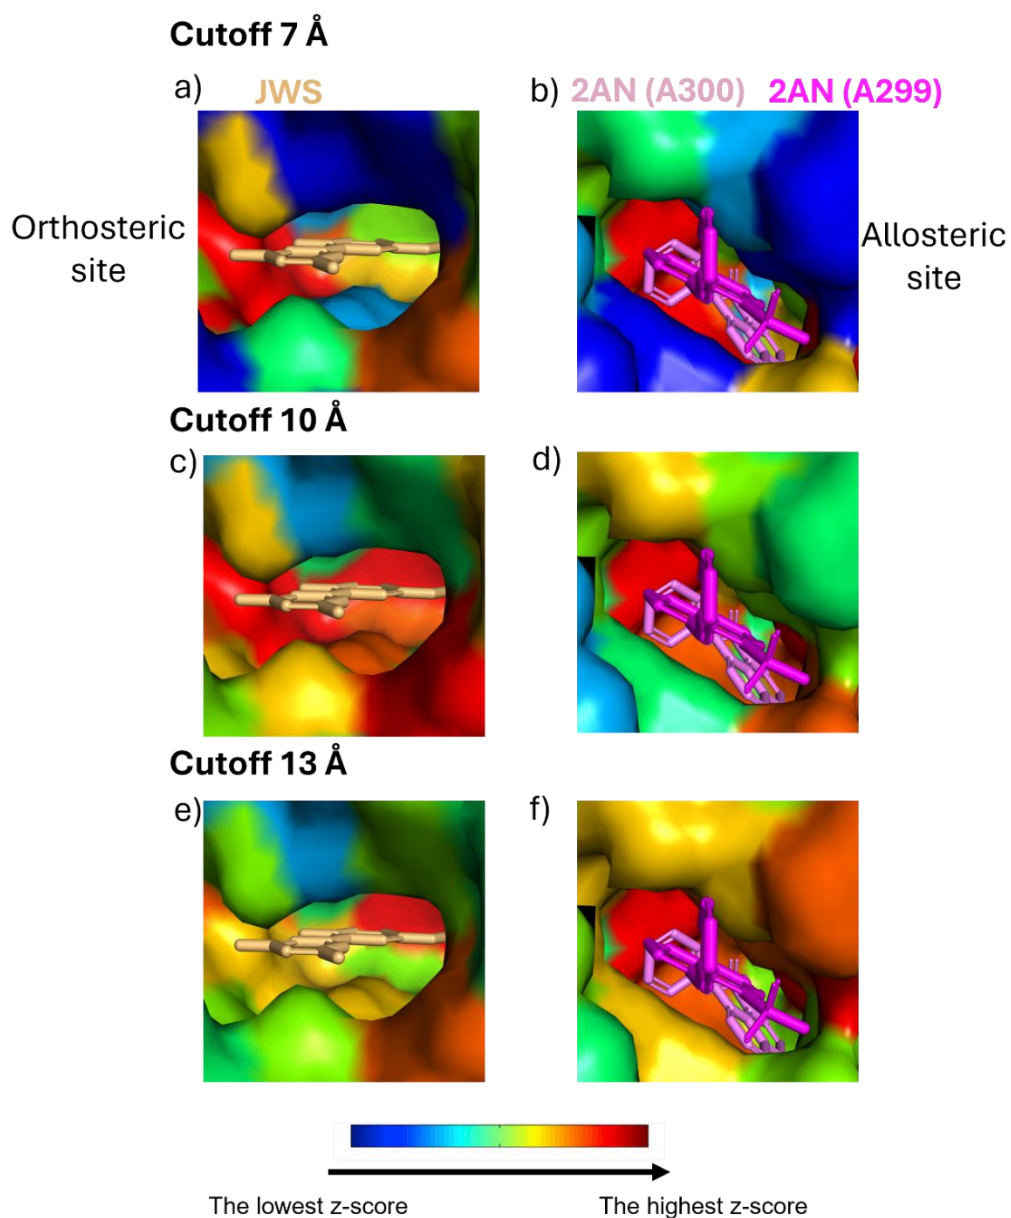 Cutoff 7 Å
a) JWS b) 2AN (A300) 2AN (A299)
Orthosteric
site
Allosteric
site
Cutoff 10 Å
c) d)
Cutoff 13 Å
e) f)
The lowest z-score The highest z-score